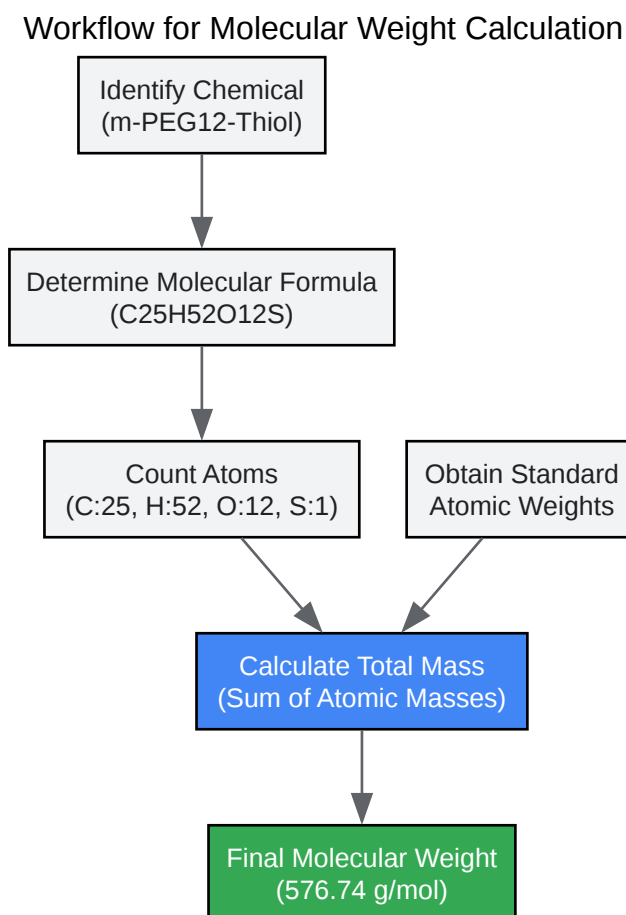 Workflow for Molecular Weight Calculation
Identify Chemical
(m-PEG12-Thiol)
Determine Molecular Formula
(C25H52O12S)
Count Atoms
(C:25, H:52, O:12, S:1)
Obtain Standard
Atomic Weights
Calculate Total Mass
(Sum of Atomic Masses)
Final Molecular Weight
(576.74 g/mol)